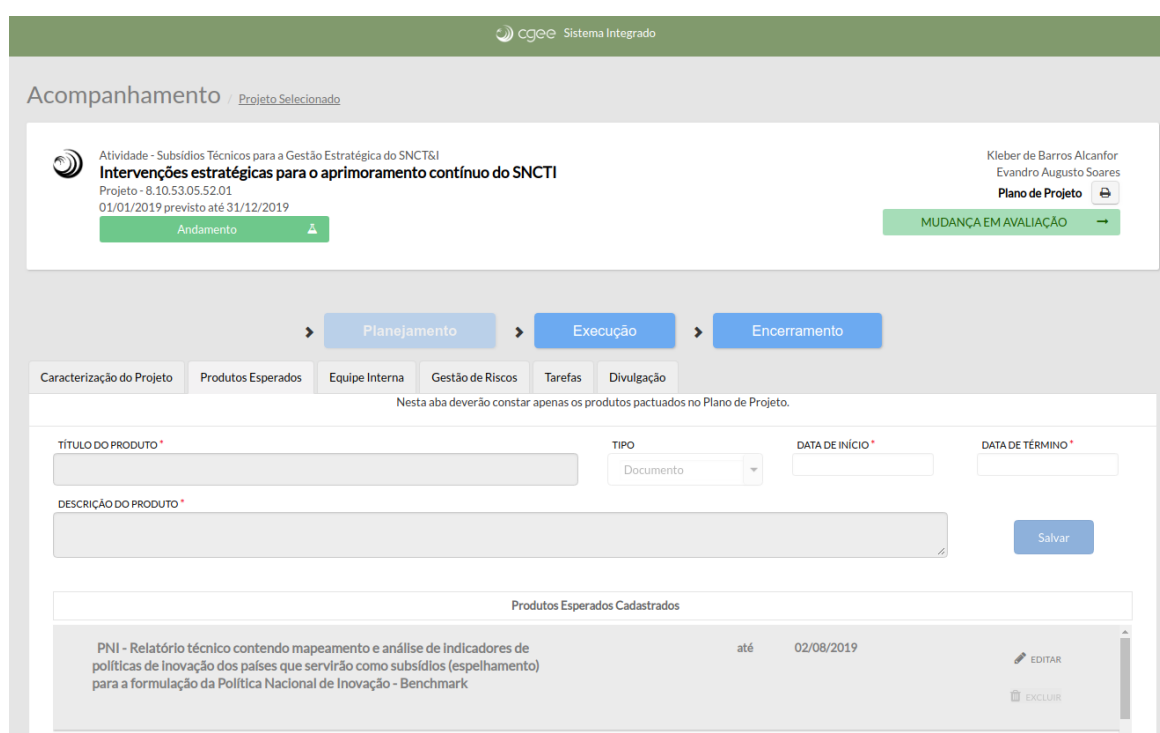 cgee Sistema Integrado
Acompanhamento / Projeto Selecionado
Atividade - Subsídios Técnicos para a Gestão Estratégica do SNCT&I
Intervenções estratégicas para o aprimoramento contínuo do SNCTI
Projeto - 8.10.53.05.52.01
01/01/2019 previsto até 31/12/2019
Andamento
Kleber de Barros Alcanfor
Evandro Augusto Soares
Plano de Projeto
MUDANÇA EM AVALIAÇÃO
Planejamento
Execução
Encerramento
Caracterização do Projeto
Produtos Esperados
Equipe Interna
Gestão de Riscos
Tarefas
Divulgação
Nesta aba deverão constar apenas os produtos pactuados no Plano de Projeto.
TÍTULO DO PRODUTO *
TIPO
DATA DE INÍCIO *
DATA DE TÉRMINO *
Documento
DESCRIÇÃO DO PRODUTO *
Salvar
Produtos Esperados Cadastrados
PNI - Relatório técnico contendo mapeamento e análise de indicadores de
políticas de inovação dos países que servirão como subsídios (espelhamento)
para a formulação da Política Nacional de Inovação - Benchmark
até
02/08/2019
EDITAR
EXCLUIR